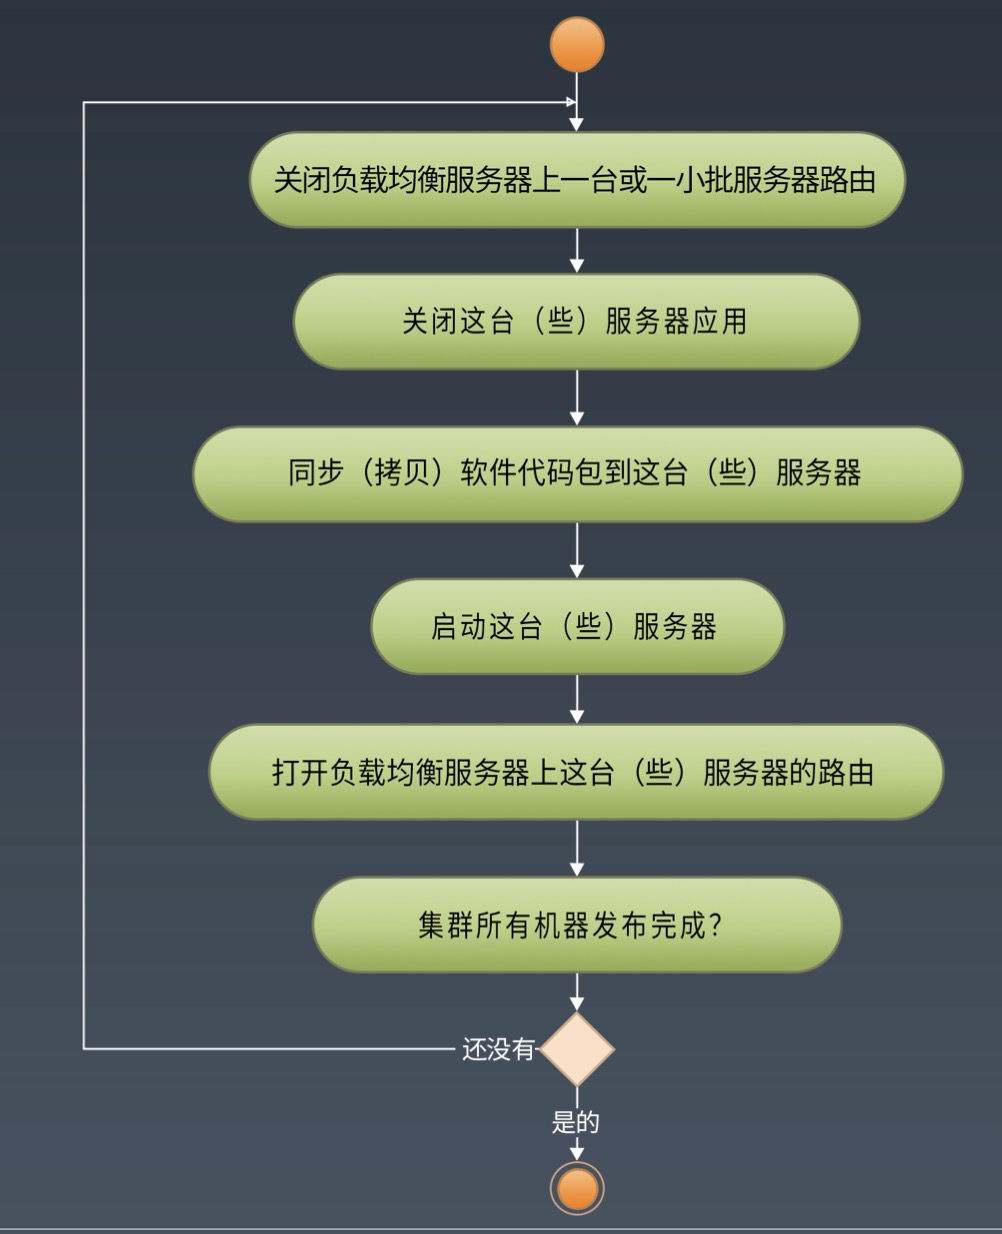 关闭负载均衡服务器上一台或一小批服务器路由
关闭这台（些）服务器应用
同步（拷贝）软件代码包到这台（些）服务器
启动这台（些）服务器
打开负载均衡服务器上这台（些）服务器的路由
集群所有机器发布完成？
还没有
是的